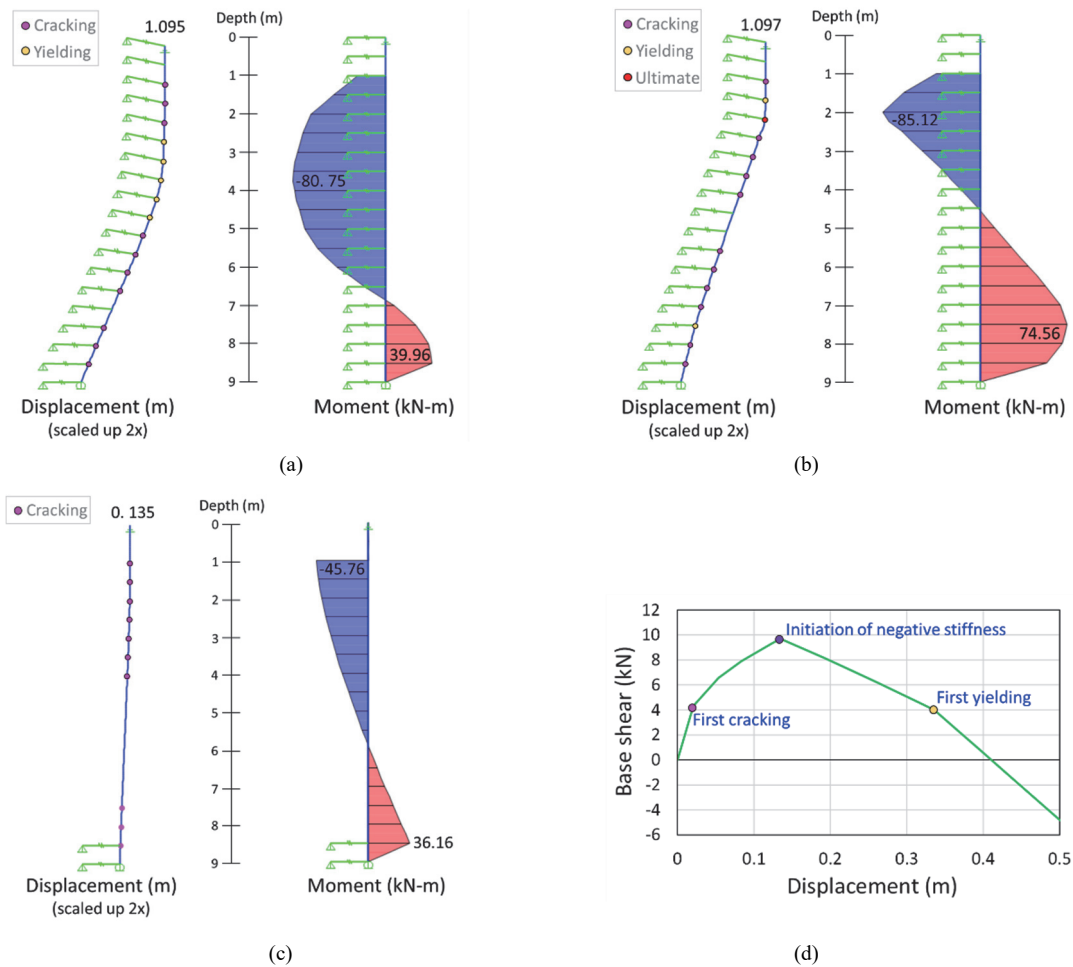 Cracking
Yielding
1.095
Depth (m)
0
1
2
3
4
5
6
7
8
9
-80. 75
39.96
Displacement (m)
(scaled up 2x)
Moment (kN-m)
(a)
Cracking
Yielding
Ultimate
1.097
Depth (m)
0
1
2
3
4
5
6
7
8
9
-85.12
74.56
Displacement (m)
(scaled up 2x)
Moment (kN-m)
(b)
Cracking
0. 135
Depth (m)
0
1
2
3
4
5
6
7
8
9
-45.76
36.16
Displacement (m)
(scaled up 2x)
Moment (kN-m)
(c)
Base shear (kN)
12
10
8
6
4
2
0
-2
-4
-6
Initiation of negative stiffness
First yielding
First cracking
0 0.1 0.2 0.3 0.4 0.5
Displacement (m)
(d)